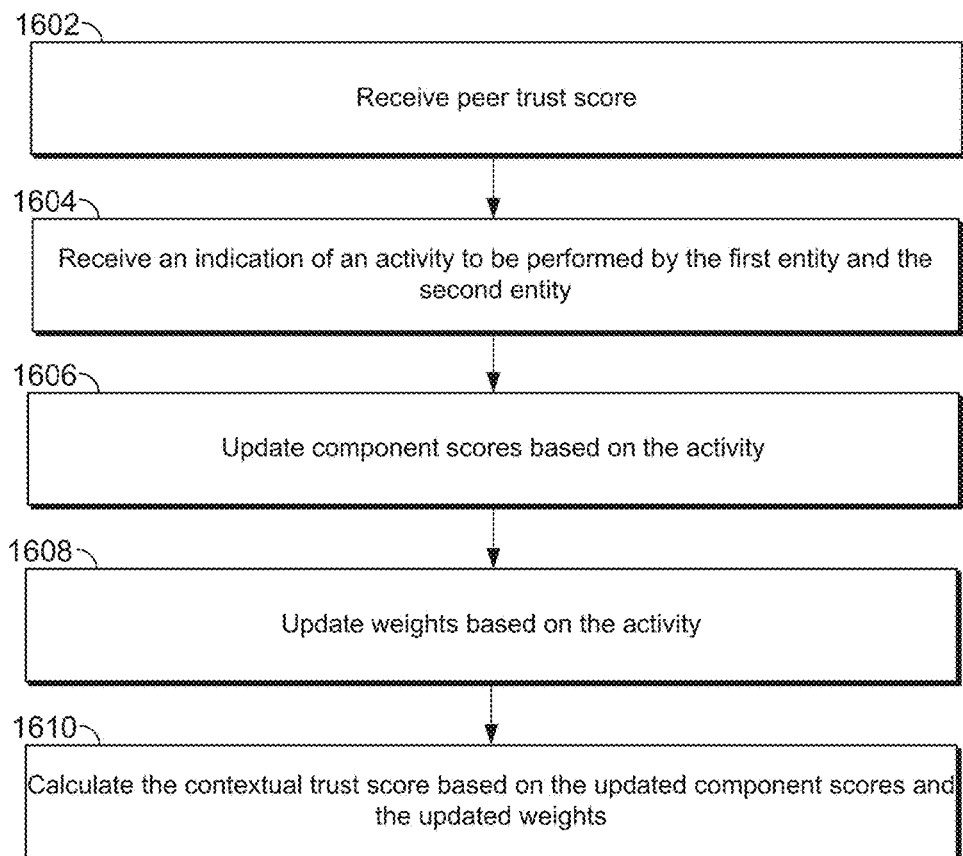 1602
Receive peer trust score
1604
Receive an indication of an activity to be performed by the first entity and the
second entity
1606
Update component scores based on the activity
1608
Update weights based on the activity
1610
Calculate the contextual trust score based on the updated component scores and
the updated weights